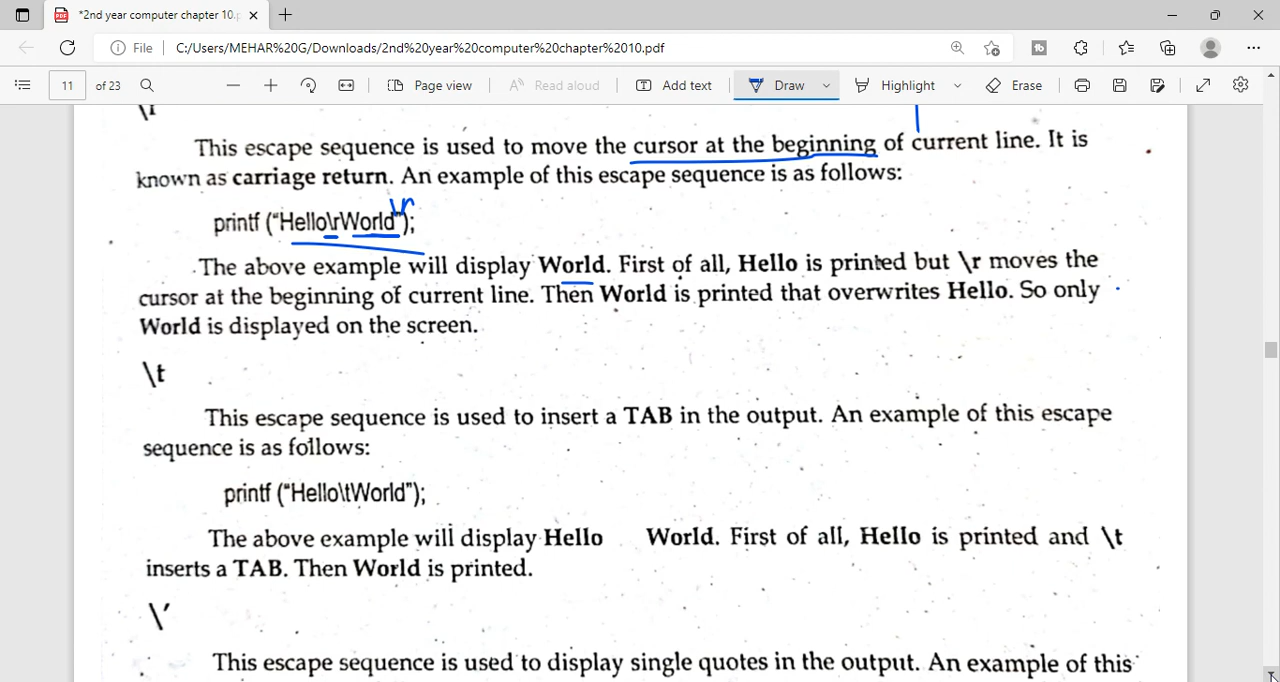 *2nd year computer chapter 10.p
File C:/Users/MEHAR%20G/Downloads/2nd%20year%20computer%20chapter%2010.pdf
11 of 23 Page view Read aloud Add text Draw Highlight Erase
\r
This escape sequence is used to move the cursor at the beginning of current line. It is
known as carriage return. An example of this escape sequence is as follows:
\r
printf ("Hello\rWorld");
The above example will display World. First of all, Hello is printed but \r moves the
cursor at the beginning of current line. Then World is printed that overwrites Hello. So only
World is displayed on the screen.
\t
This escape sequence is used to insert a TAB in the output. An example of this escape
sequence is as follows:
printf ("Hello\tWorld");
The above example will display Hello World. First of all, Hello is printed and \t
inserts a TAB. Then World is printed.
\'
This escape sequence is used to display single quotes in the output. An example of this